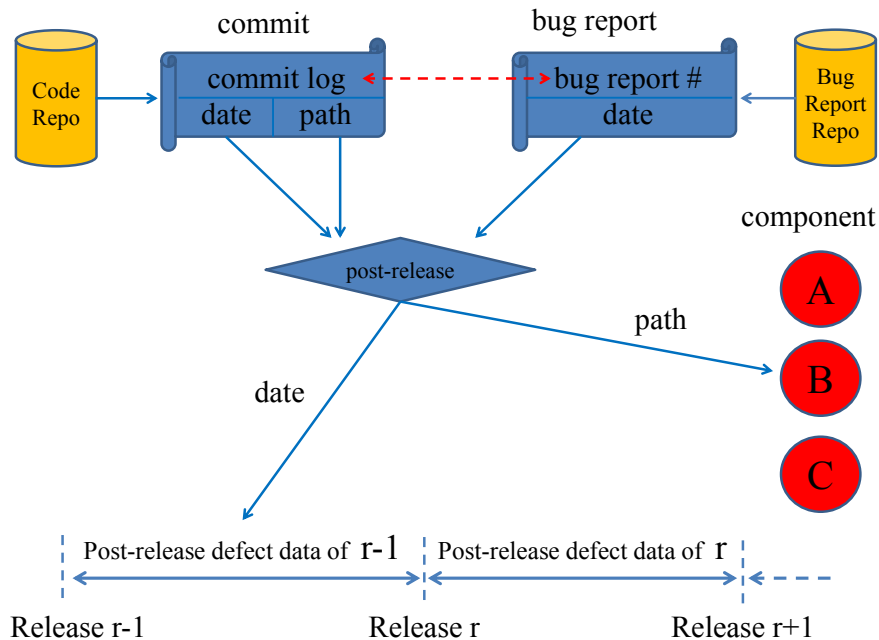 commit
bug report
Code
Repo
commit log
date
path
bug report #
date
Bug
Report
Repo
component
post-release
A
path
B
date
C
Post-release defect data of r-1
Post-release defect data of r
Release r-1
Release r
Release r+1